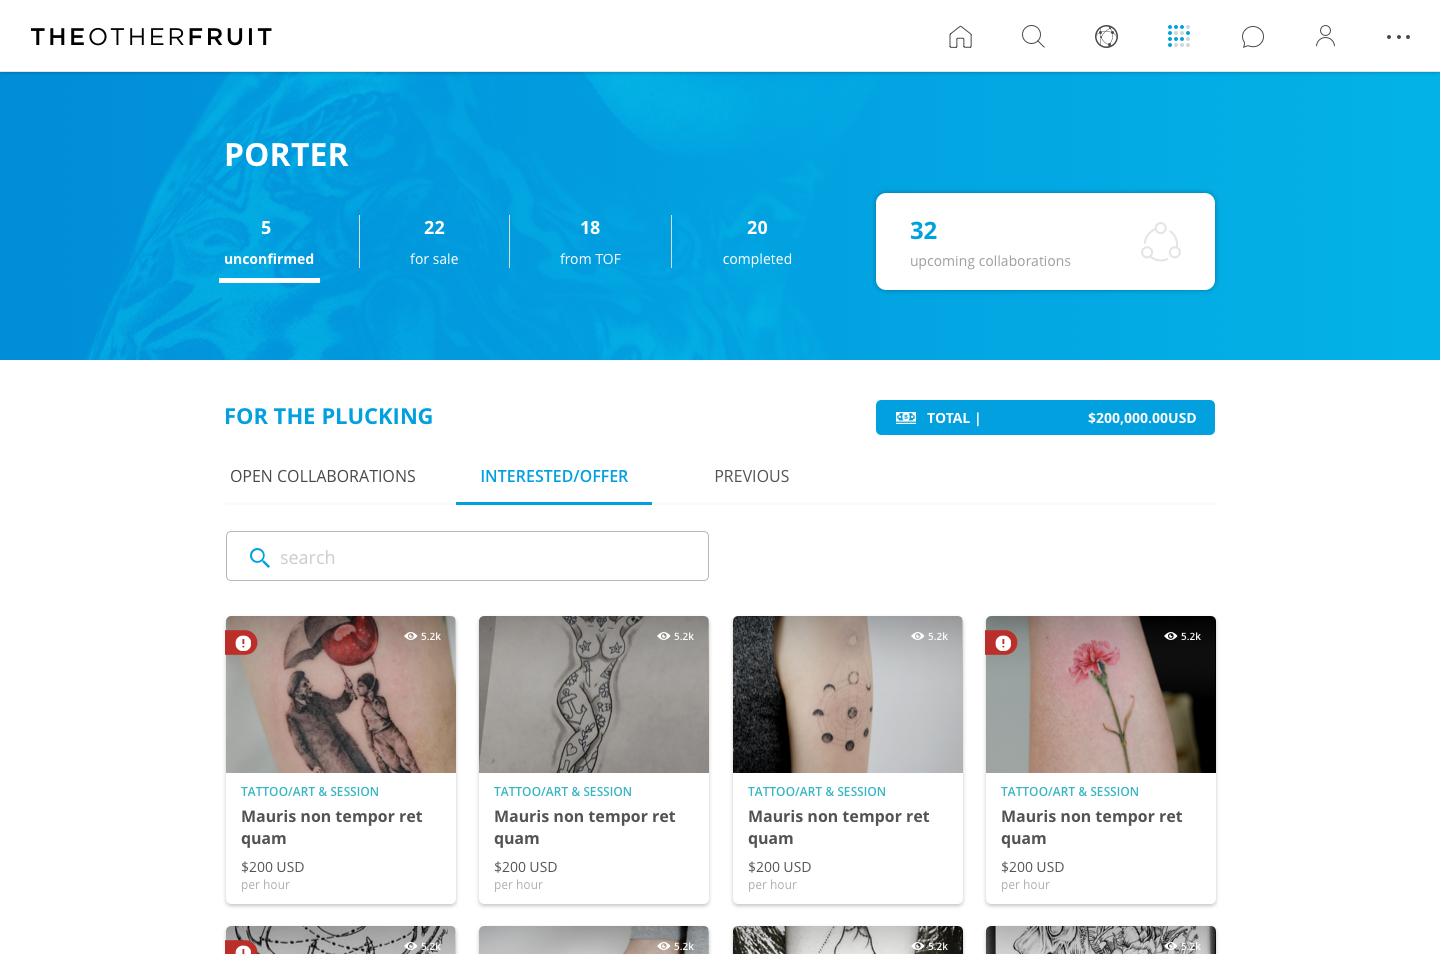 THEOTHERFRUIT
PORTER
5
unconfirmed
22
for sale
18
from TOF
20
completed
32
upcoming collaborations
FOR THE PLUCKING
TOTAL |
$200,000.00USD
OPEN COLLABORATIONS
INTERESTED/OFFER
PREVIOUS
search
5.2k
5.2k
5.2k
5.2k
TATTOO/ART & SESSION
Mauris non tempor ret
quam
$200 USD
per hour
TATTOO/ART & SESSION
Mauris non tempor ret
quam
$200 USD
per hour
TATTOO/ART & SESSION
Mauris non tempor ret
quam
$200 USD
per hour
TATTOO/ART & SESSION
Mauris non tempor ret
quam
$200 USD
per hour
5.2k
5.2k
5.2k
5.2k